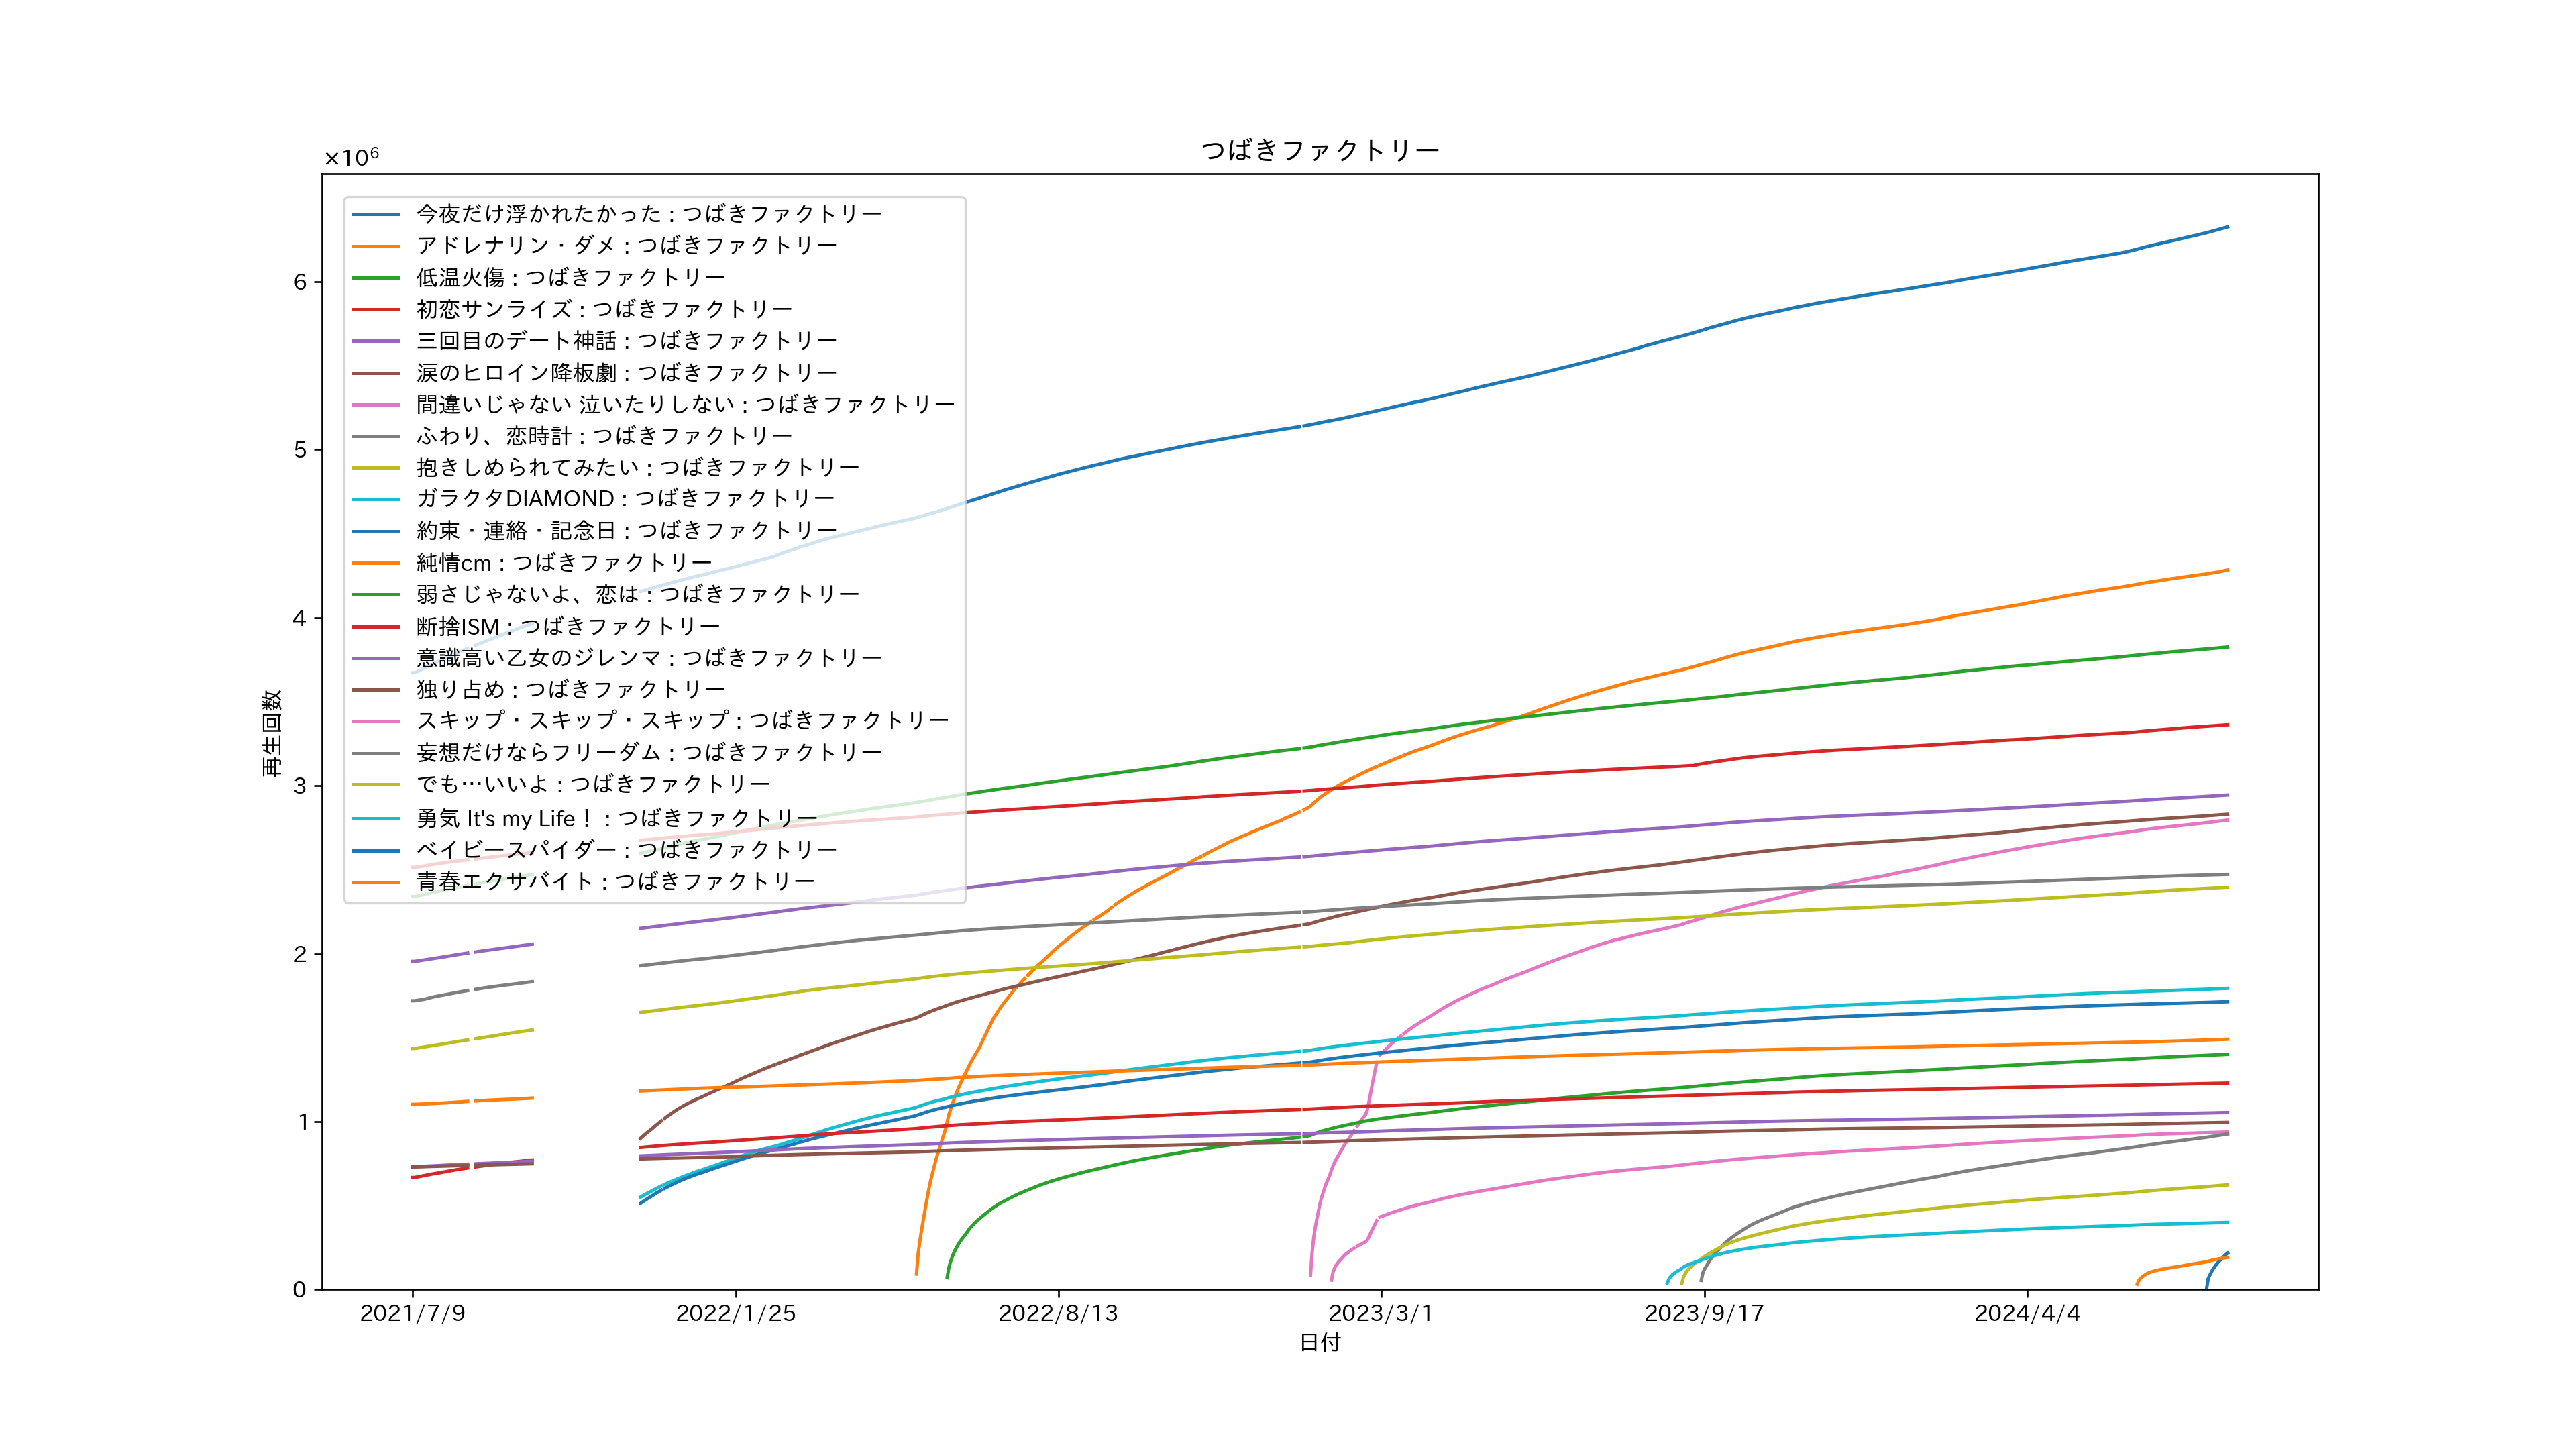 つばきファクトリー
×10⁶
今夜だけ浮かれたかった : つばきファクトリー
アドレナリン・ダメ : つばきファクトリー
低温火傷 : つばきファクトリー
初恋サンライズ : つばきファクトリー
三回目のデート神話 : つばきファクトリー
涙のヒロイン降板劇 : つばきファクトリー
間違いじゃない 泣いたりしない : つばきファクトリー
ふわり、恋時計 : つばきファクトリー
抱きしめられてみたい : つばきファクトリー
ガラクタDIAMOND : つばきファクトリー
約束・連絡・記念日 : つばきファクトリー
純情cm : つばきファクトリー
弱さじゃないよ、恋は : つばきファクトリー
断捨ISM : つばきファクトリー
意識高い乙女のジレンマ : つばきファクトリー
独り占め : つばきファクトリー
スキップ・スキップ・スキップ : つばきファクトリー
妄想だけならフリーダム : つばきファクトリー
でも…いいよ : つばきファクトリー
勇気 It's my Life！ : つばきファクトリー
ベイビースパイダー : つばきファクトリー
青春エクサバイト : つばきファクトリー
6
5
4
3
2
1
0
再生回数
2021/7/9
2022/1/25
2022/8/13
2023/3/1
2023/9/17
2024/4/4
日付